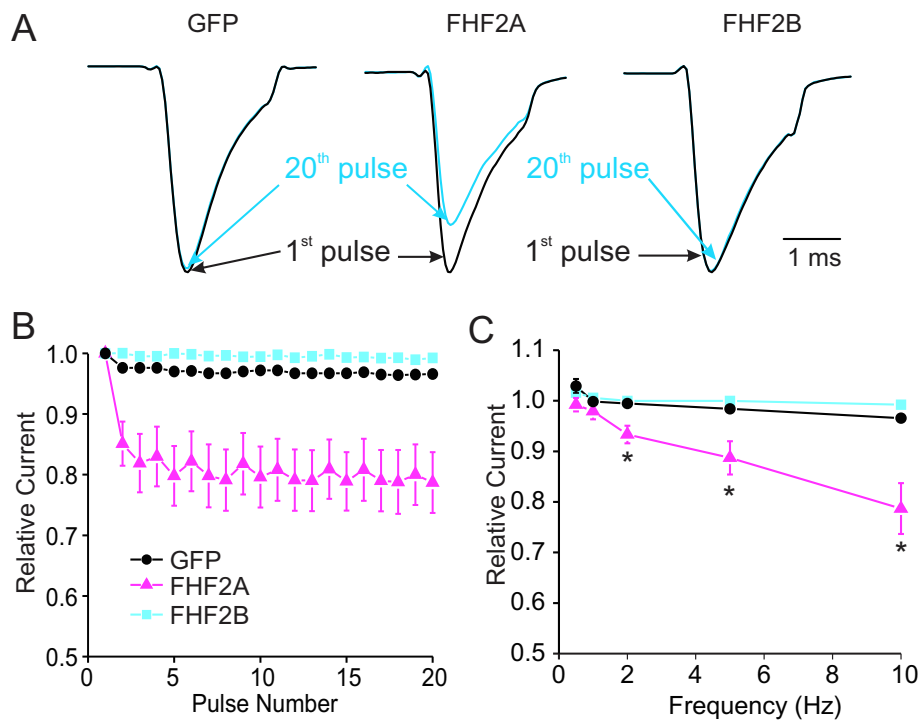 A
GFP
FHF2A
FHF2B
20th pulse
20th pulse
1st pulse
1st pulse
1 ms
B
Relative Current
1.0
0.9
0.8
0.7
0.6
0.5
GFP
FHF2A
FHF2B
0
5
10
15
20
Pulse Number
C
Relative Current
1.1
1.0
0.9
0.8
0.7
0.6
0.5
*
*
*
0
2
4
6
8
10
Frequency (Hz)